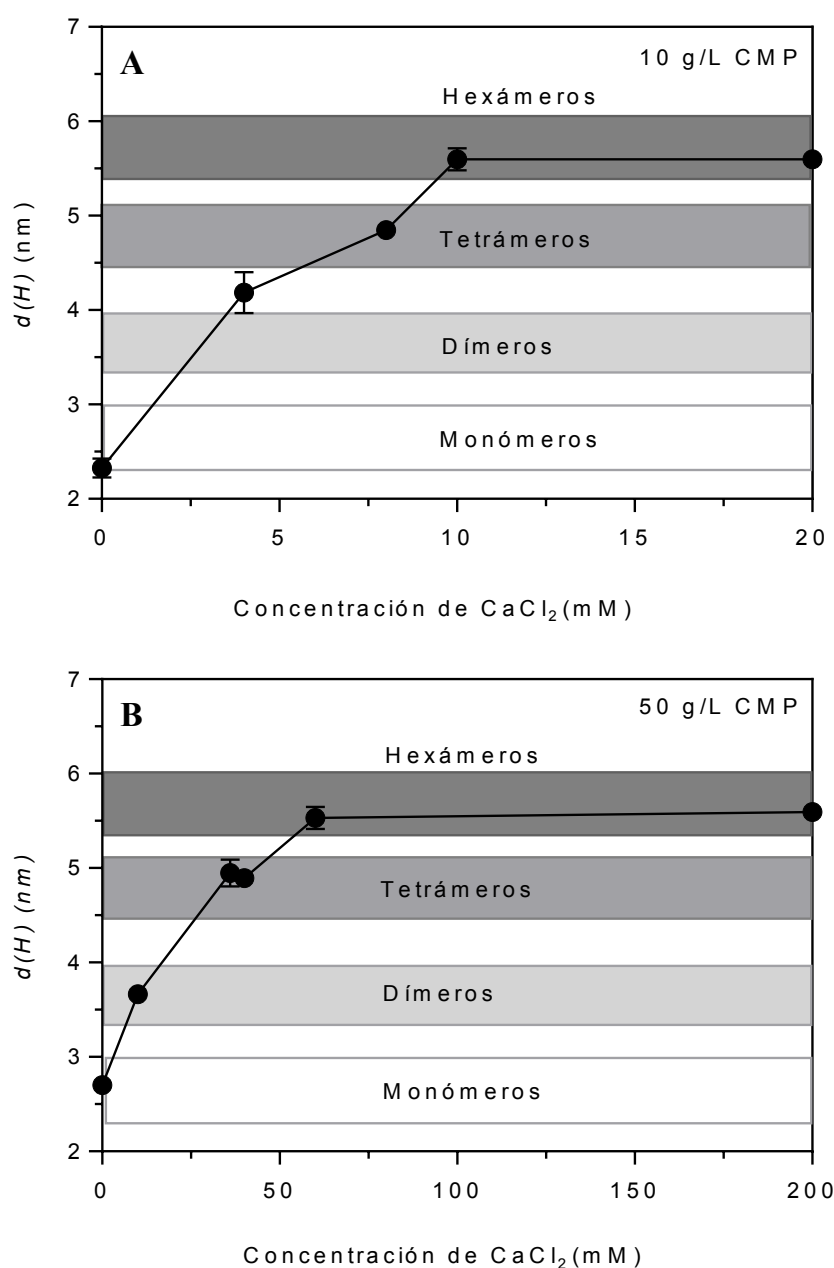 7
A
10 g/L CMP
Hexámeros
6
5
Tetrámeros
d(H) (nm)
4
Dímeros
3
Monómeros
2
0
5
10
15
20
Concentración de CaCl₂(mM)
7
B
50 g/L CMP
Hexámeros
6
5
Tetrámeros
d(H) (nm)
4
Dímeros
3
Monómeros
2
0
50
100
150
200
Concentración de CaCl₂(mM)